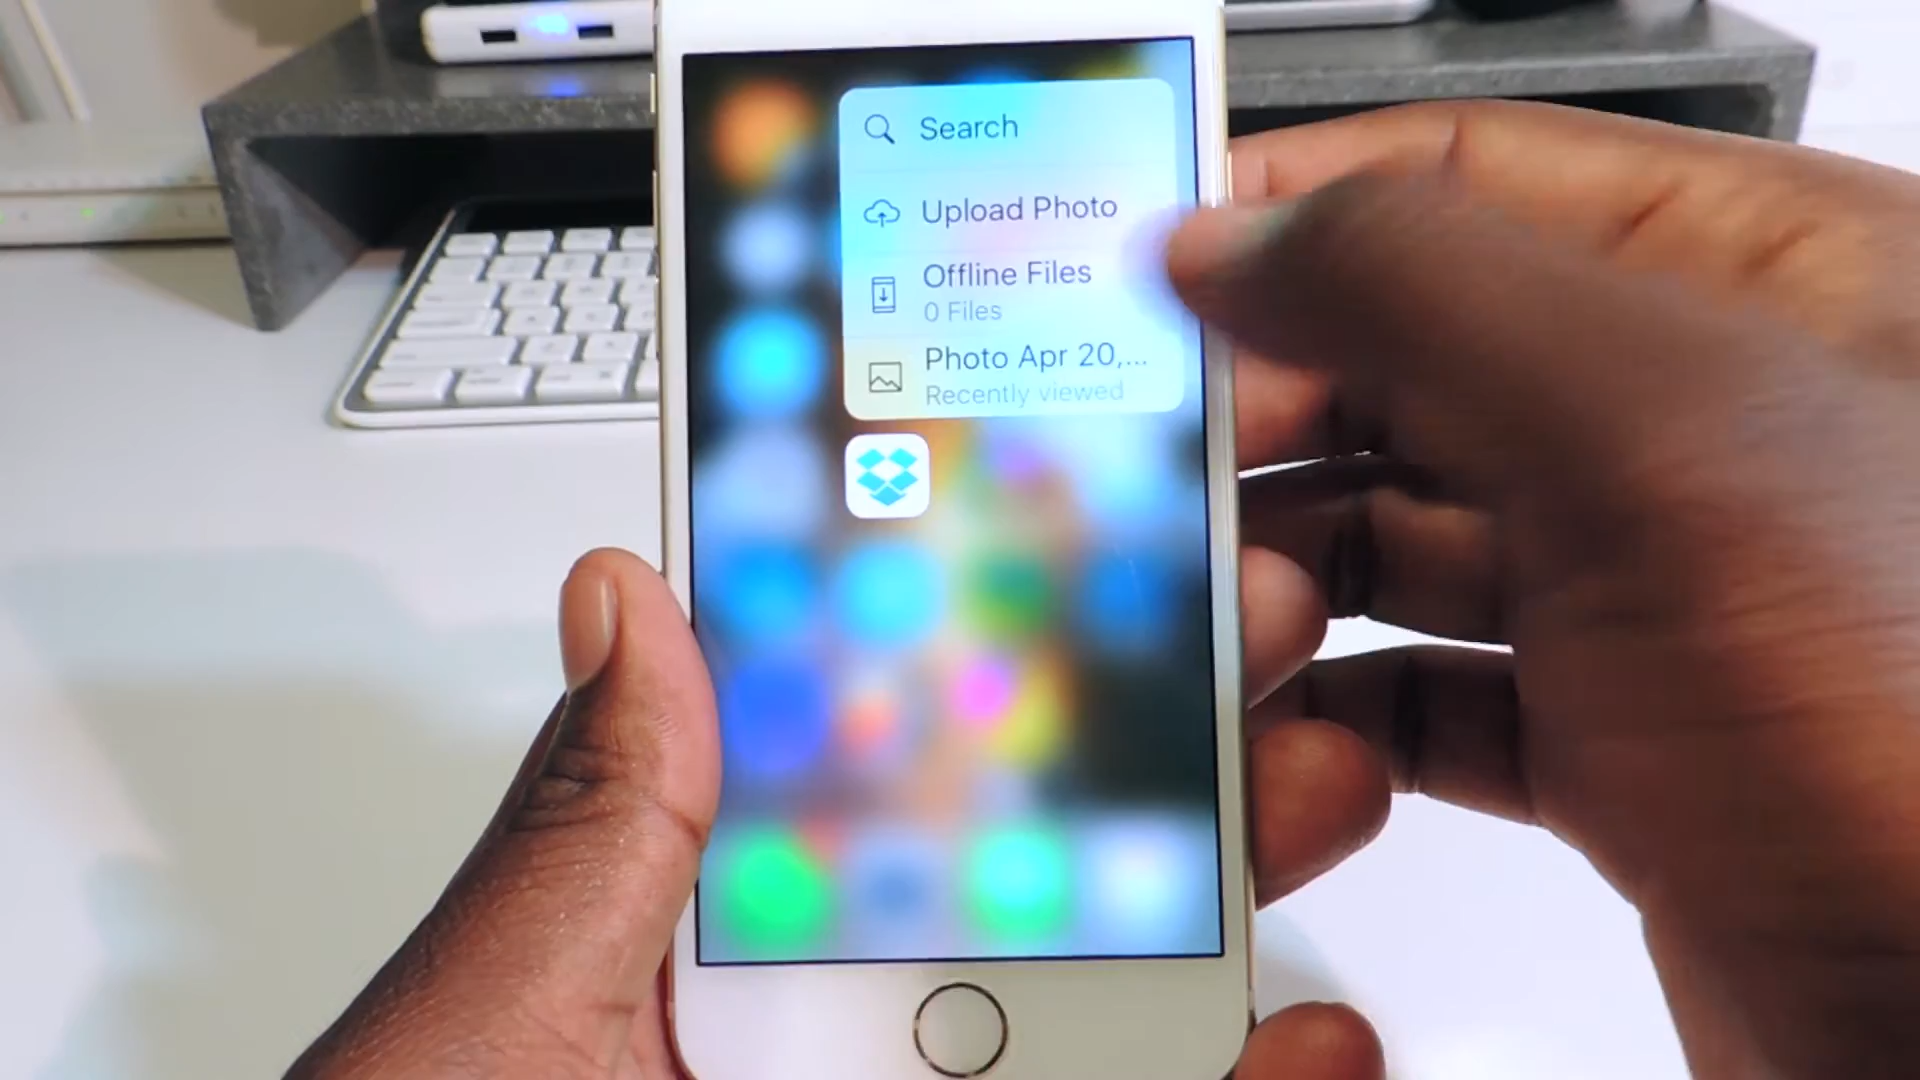 Search
Upload Photo
Offline Files
0 Files
Photo Apr 20,...
Recently viewed